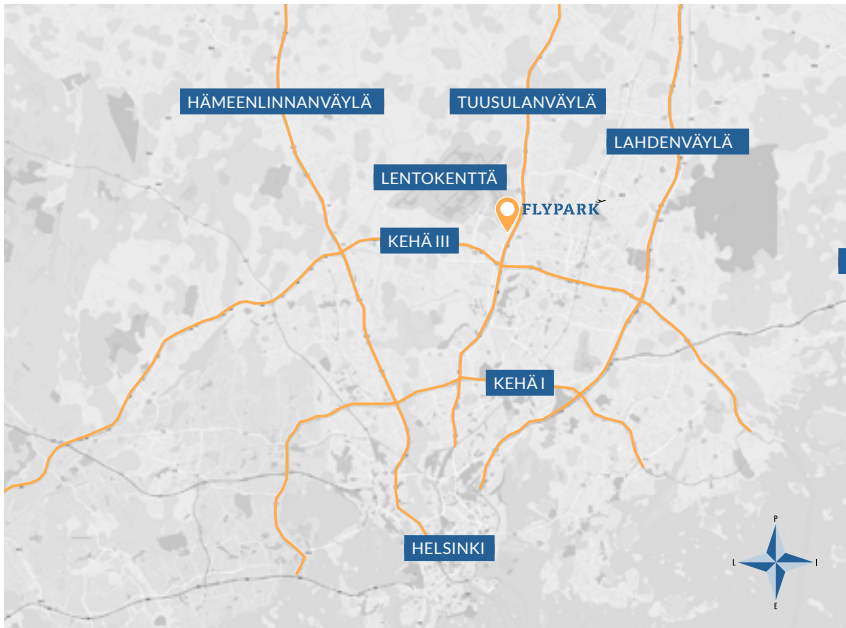 HÄMEENLINNANVÄYLÄ
TUUSULANVÄYLÄ
LAHDENVÄYLÄ
LENTOKENTTÄ
FLYPARK
KEHÄ III
KEHÄ I
HELSINKI
P
L
I
E